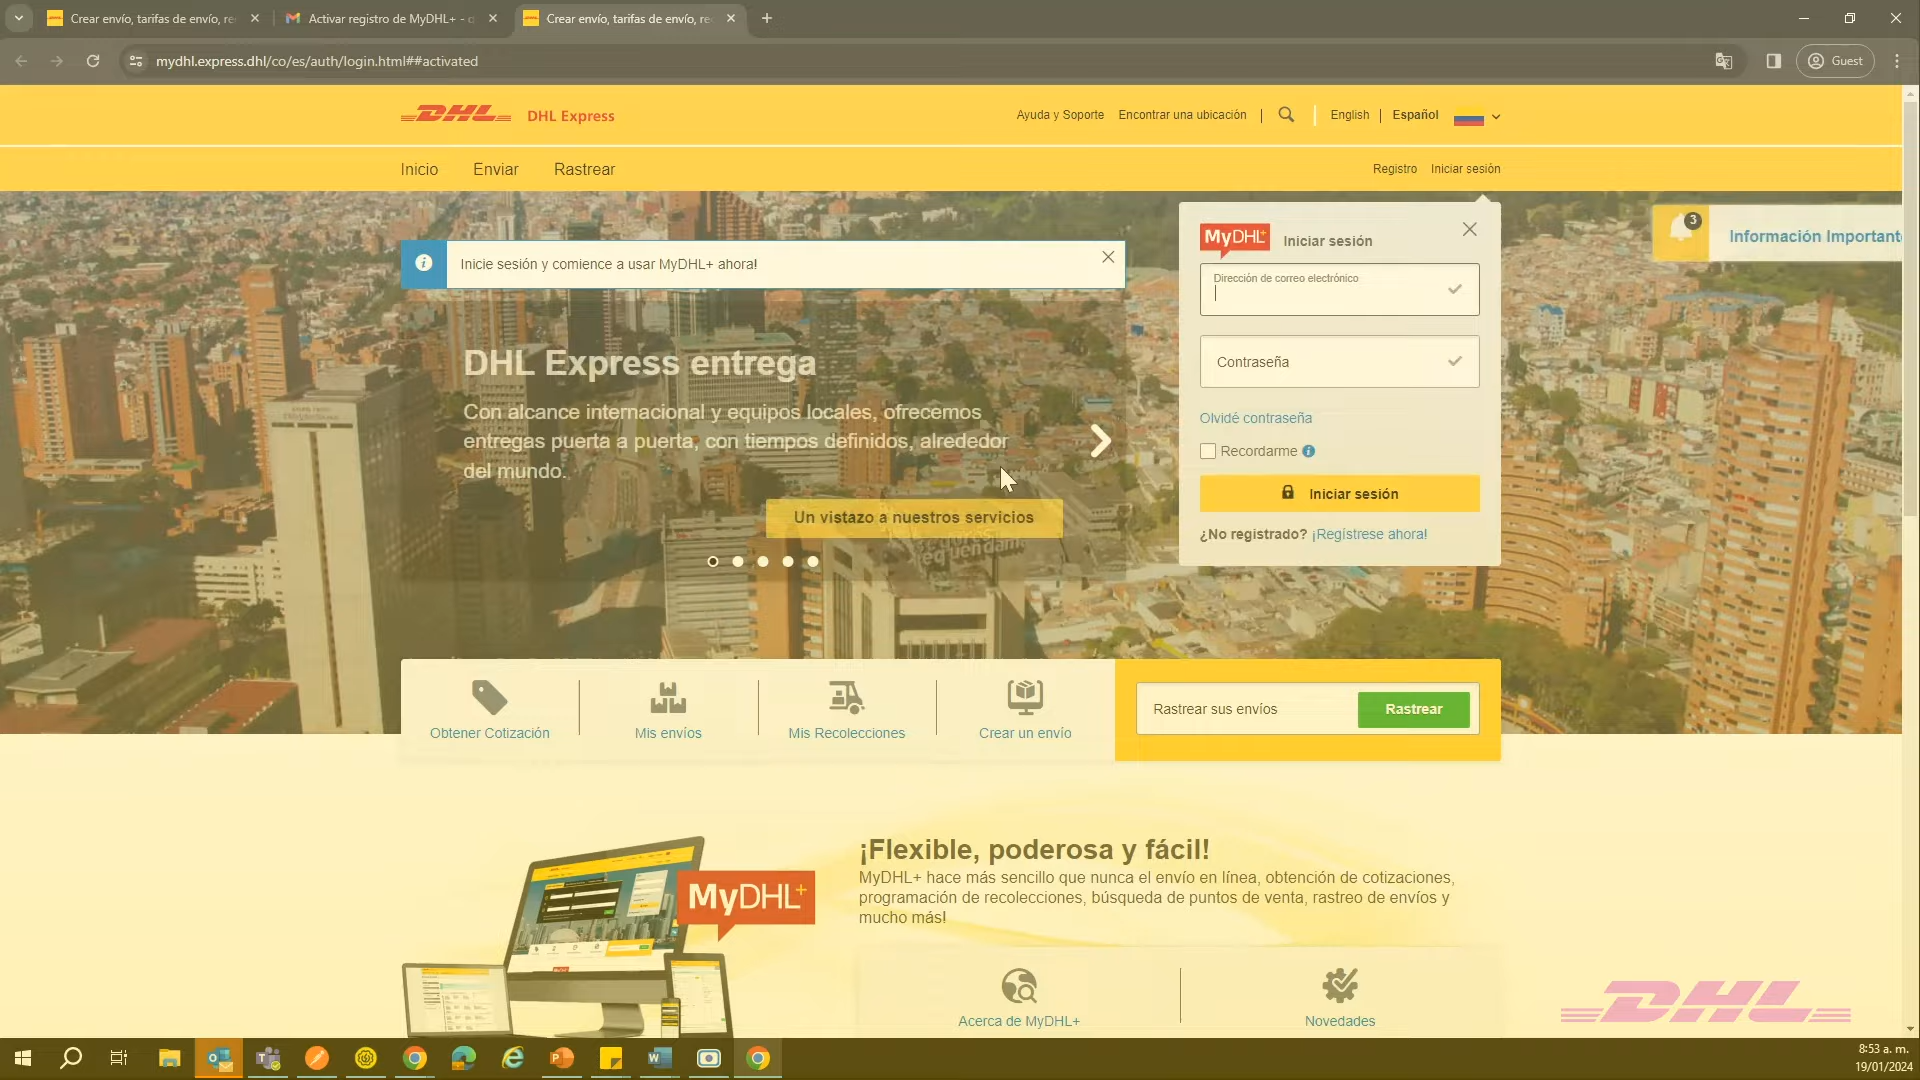 Crear envío, tarifas de envío, re
Activar registro de MyDHL+ -
Crear envío, tarifas de envío, re
mydhl.express.dhl/co/es/auth/login.html##activated
Guest
DHL
DHL Express
Ayuda y Soporte
Encontrar una ubicación
English
Español
Inicio
Enviar
Rastrear
Registro
Iniciar sesión
3
Información Important
Inicie sesión y comience a usar MyDHL+ ahora!
MyDHL+
Iniciar sesión
Dirección de correo electrónico
Contraseña
Olvidé contraseña
Recordarme
Iniciar sesión
¿No registrado? ¡Regístrese ahora!
DHL Express entrega
Con alcance internacional y equipos locales, ofrecemos
entregas puerta a puerta, con tiempos definidos, alrededor
del mundo.
Un vistazo a nuestros servicios
Obtener Cotización
Mis envíos
Mis Recolecciones
Crear un envío
Rastrear sus envíos
Rastrear
MyDHL+
¡Flexible, poderosa y fácil!
MyDHL+ hace más sencillo que nunca el envío en línea, obtención de cotizaciones,
programación de recolecciones, búsqueda de puntos de venta, rastreo de envíos y
mucho más!
Acerca de MyDHL+
Novedades
DHL
8:53 a. m.
19/01/2024